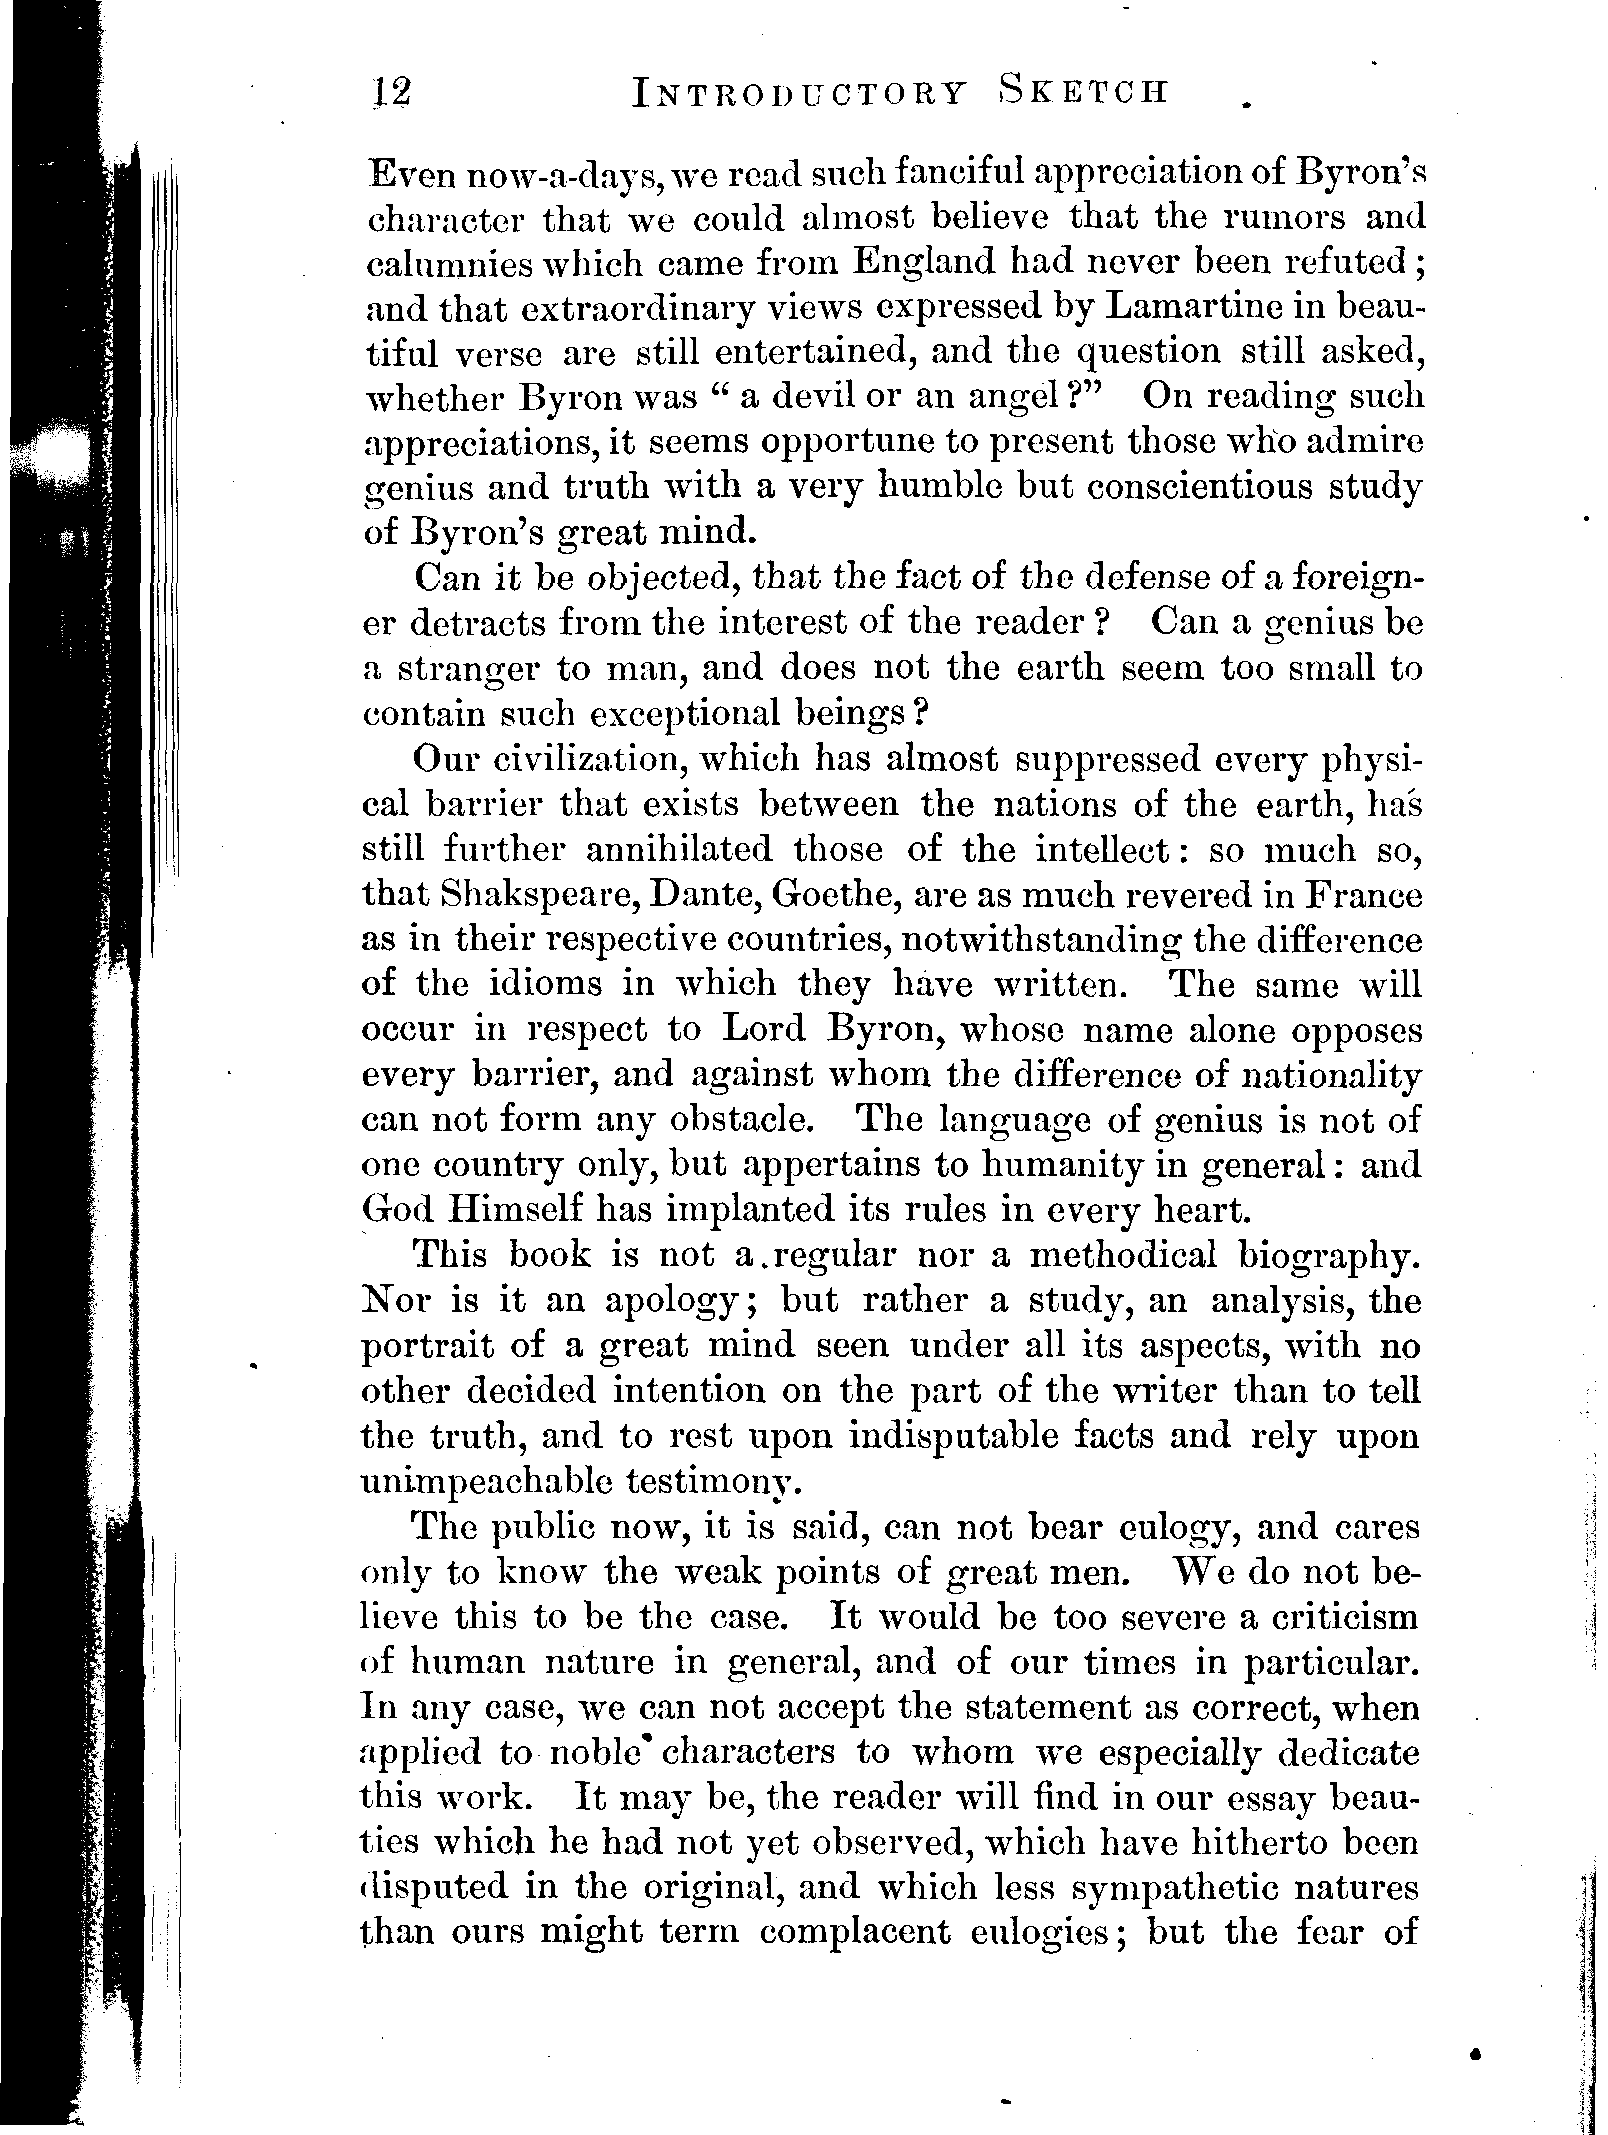 12 INTRODUCTORY SKETCH
Even now-a-days, we read such fanciful appreciation of Byron's
character that we could almost believe that the rumors and
calumnies which came from England had never been refuted;
and that extraordinary views expressed by Lamartine in beau-
tiful verse are still entertained, and the question still asked,
whether Byron was "a devil or an angel?" On reading such
appreciations, it seems opportune to present those who admire
genius and truth with a very humble but conscientious study
of Byron's great mind.
Can it be objected, that the fact of the defense of a foreign-
er detracts from the interest of the reader? Can a genius be
a stranger to man, and does not the earth seem too small to
contain such exceptional beings?
Our civilization, which has almost suppressed every physi-
cal barrier that exists between the nations of the earth, has
still further annihilated those of the intellect: so much so,
that Shakspeare, Dante, Goethe, are as much revered in France
as in their respective countries, notwithstanding the difference
of the idioms in which they have written. The same will
occur in respect to Lord Byron, whose name alone opposes
every barrier, and against whom the difference of nationality
can not form any obstacle. The language of genius is not of
one country only, but appertains to humanity in general: and
God Himself has implanted its rules in every heart.
This book is not a regular nor a methodical biography.
Nor is it an apology; but rather a study, an analysis, the
portrait of a great mind seen under all its aspects, with no
other decided intention on the part of the writer than to tell
the truth, and to rest upon indisputable facts and rely upon
unimpeachable testimony.
The public now, it is said, can not bear eulogy, and cares
only to know the weak points of great men. We do not be-
lieve this to be the case. It would be too severe a criticism
of human nature in general, and of our times in particular.
In any case, we can not accept the statement as correct, when
applied to noble characters to whom we especially dedicate
this work. It may be, the reader will find in our essay beau-
ties which he had not yet observed, which have hitherto been
disputed in the original, and which less sympathetic natures
than ours might term complacent eulogies; but the fear of